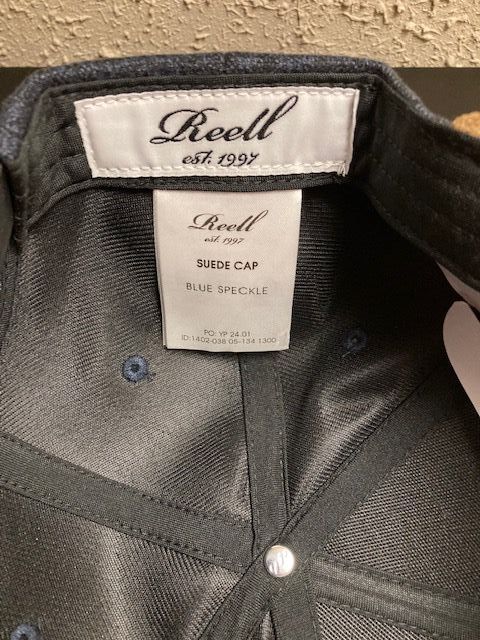 Reell
est. 1997
Reell
est. 1997
SUEDE CAP
BLUE SPECKLE
PO: YP 24.01
ID:1402-038 05-134 1300